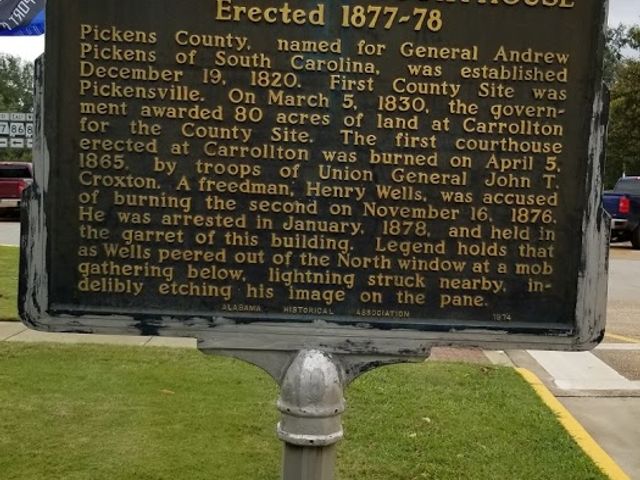 PORT
COURTHOUSE
Erected 1877-78
Pickens County, named for General Andrew
Pickens of South Carolina, was established
December 19, 1820. First County Site was
Pickensville. On March 5, 1830, the govern-
ment awarded 80 acres of land at Carrollton
for the County Site. The first courthouse
erected at Carrollton was burned on April 5,
1865, by troops of Union General John T.
Croxton. A freedman, Henry Wells, was accused
of burning the second on November 16, 1876.
He was arrested in January, 1878, and held in
the garret of this building. Legend holds that
as Wells peered out of the North window at a mob
gathering below, lightning struck nearby, in-
delibly etching his image on the pane.
ALABAMA HISTORICAL ASSOCIATION 1974
86